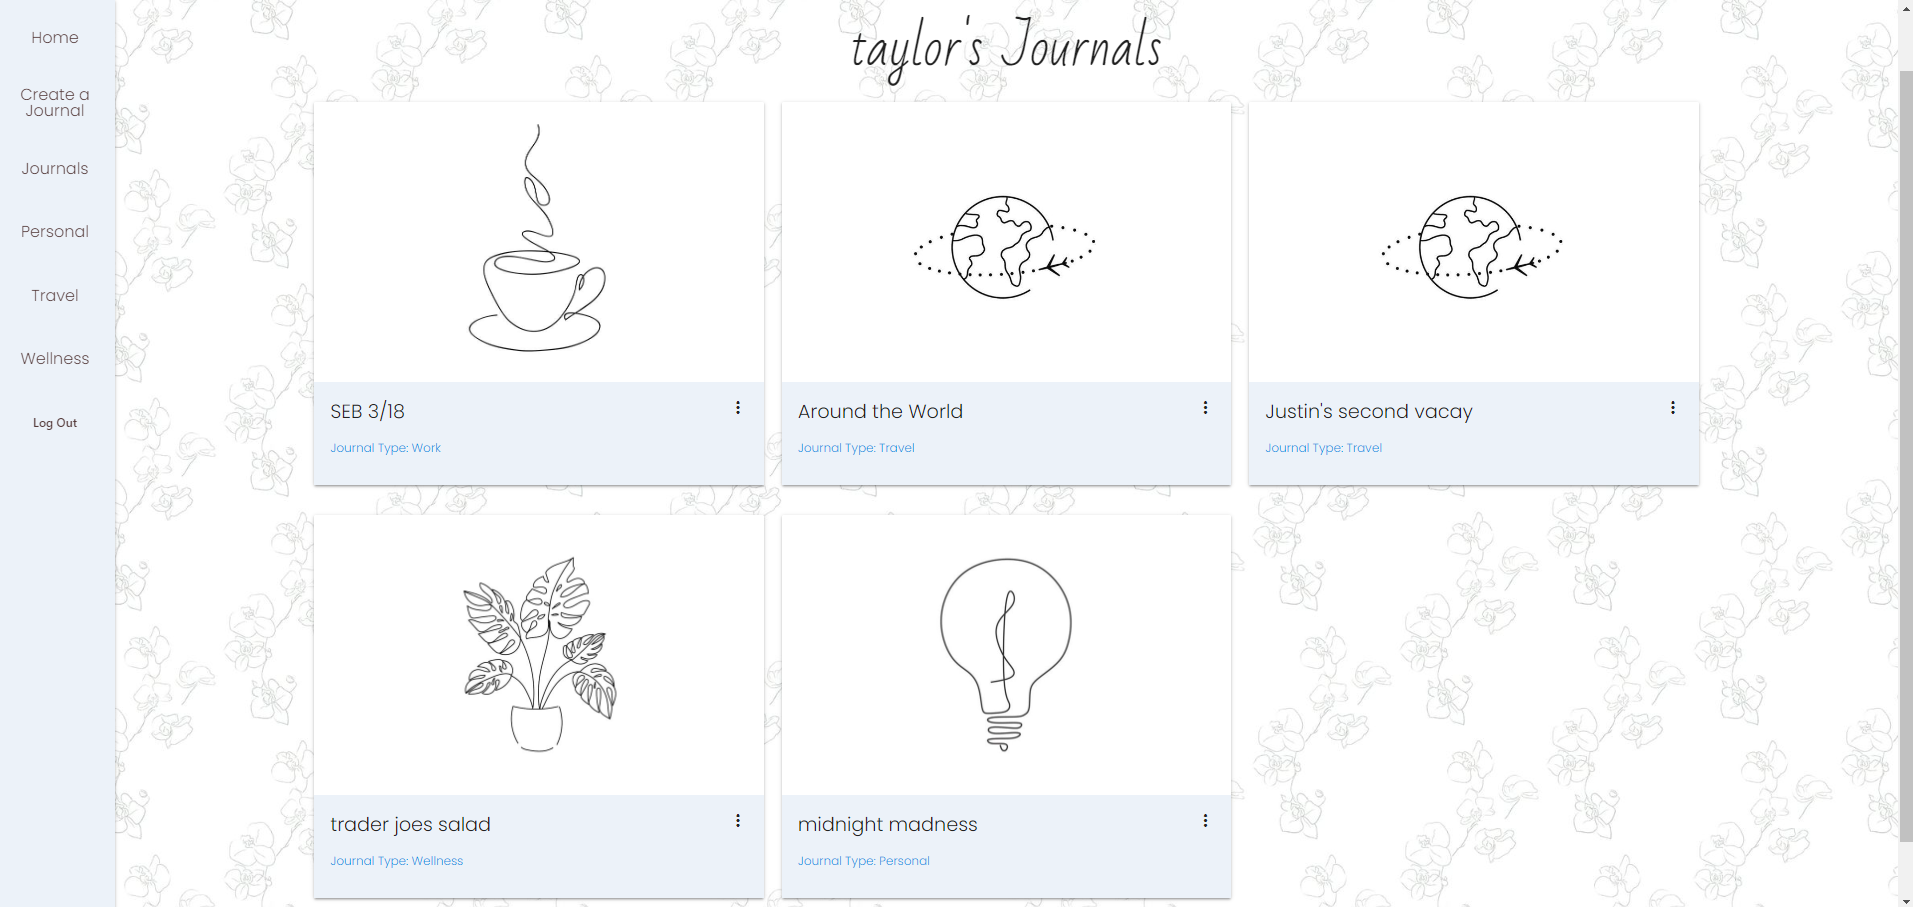 Home
Create a
Journal
Journals
Personal
Travel
Wellness
Log Out
taylor's Journals
SEB 3/18
Journal Type: Work
Around the World
Journal Type: Travel
Justin's second vacay
Journal Type: Travel
trader joes salad
Journal Type: Wellness
midnight madness
Journal Type: Personal